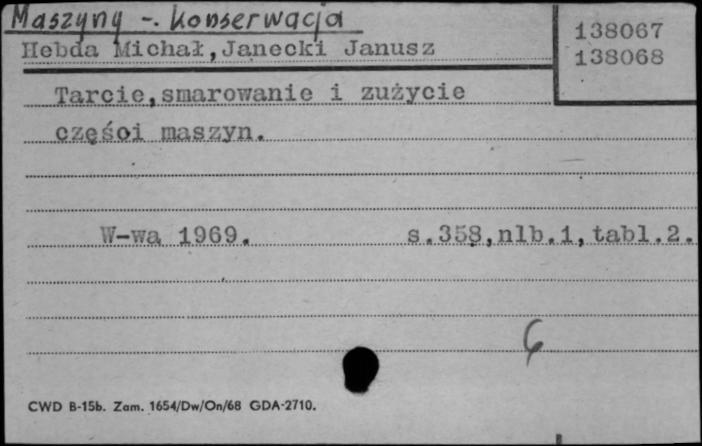 Maszyny - Konserwacja
138067
Hebda Michał, Janecki Janusz
138068
Tarcie, smarowanie i zużycie
części maszyn.
W-wa 1969. s.358, nlb.1, tabl.2.
6
CWD B-15b. Zam. 1654/Dw/On/68 GDA-2710.